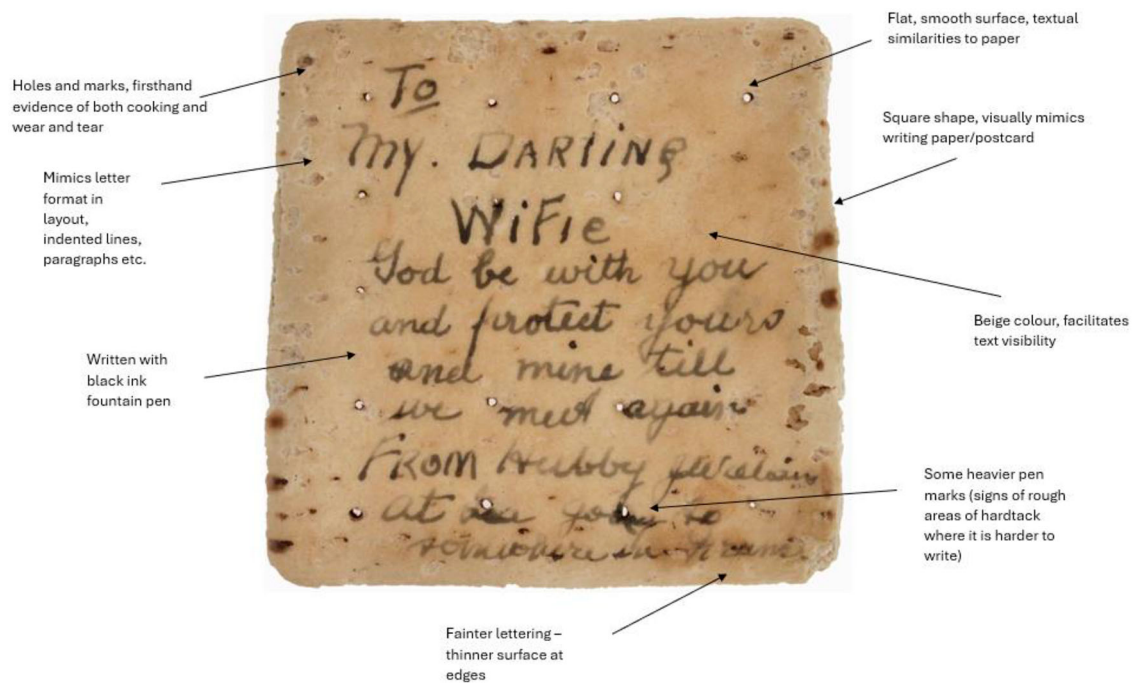 Flat, smooth surface, textual
similarities to paper
Holes and marks, firsthand
evidence of both cooking and
wear and tear
Square shape, visually mimics
writing paper/postcard
Mimics letter
format in
layout,
indented lines,
paragraphs etc.
Beige colour, facilitates
text visibility
Written with
black ink
fountain pen
Some heavier pen
marks (signs of rough
areas of hardtack
where it is harder to
write)
Fainter lettering –
thinner surface at
edges
To
My. DARliNg
WiFie
God be with you
and protect yours
and mine till
we meet again
FROM Hubby
at sea going to
somewhere in